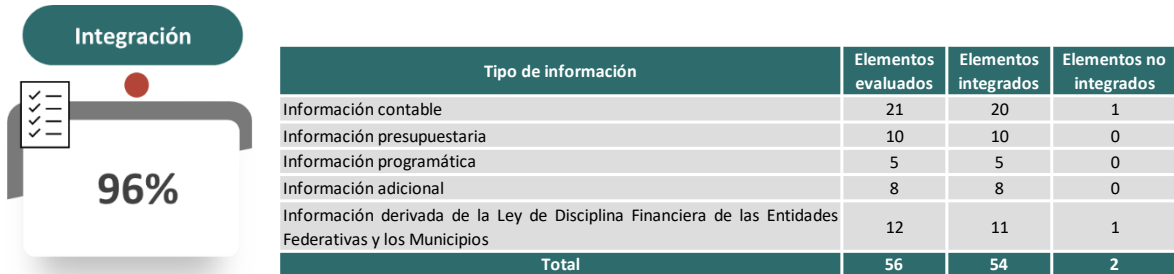 Integración
96%
Tipo de información Elementos evaluados Elementos integrados Elementos no integrados
Información contable 21 20 1
Información presupuestaria 10 10 0
Información programática 5 5 0
Información adicional 8 8 0
Información derivada de la Ley de Disciplina Financiera de las Entidades
Federativas y los Municipios 12 11 1
Total 56 54 2